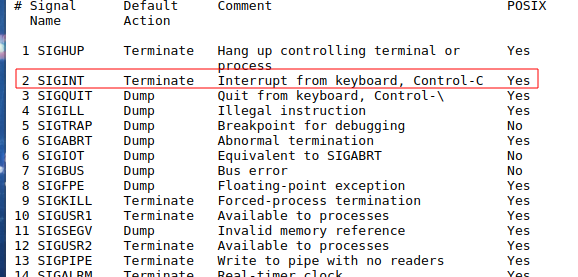 # Signal Default Comment POSIX
Name Action
1 SIGHUP Terminate Hang up controlling terminal or Yes
process
2 SIGINT Terminate Interrupt from keyboard, Control-C Yes
3 SIGQUIT Dump Quit from keyboard, Control-\ Yes
4 SIGILL Dump Illegal instruction Yes
5 SIGTRAP Dump Breakpoint for debugging No
6 SIGABRT Dump Abnormal termination Yes
6 SIGIOT Dump Equivalent to SIGABRT No
7 SIGBUS Dump Bus error No
8 SIGFPE Dump Floating-point exception Yes
9 SIGKILL Terminate Forced-process termination Yes
10 SIGUSR1 Terminate Available to processes Yes
11 SIGSEGV Dump Invalid memory reference Yes
12 SIGUSR2 Terminate Available to processes Yes
13 SIGPIPE Terminate Write to pipe with no readers Yes
14 SIGALRM Terminate Real-timer clock Yes